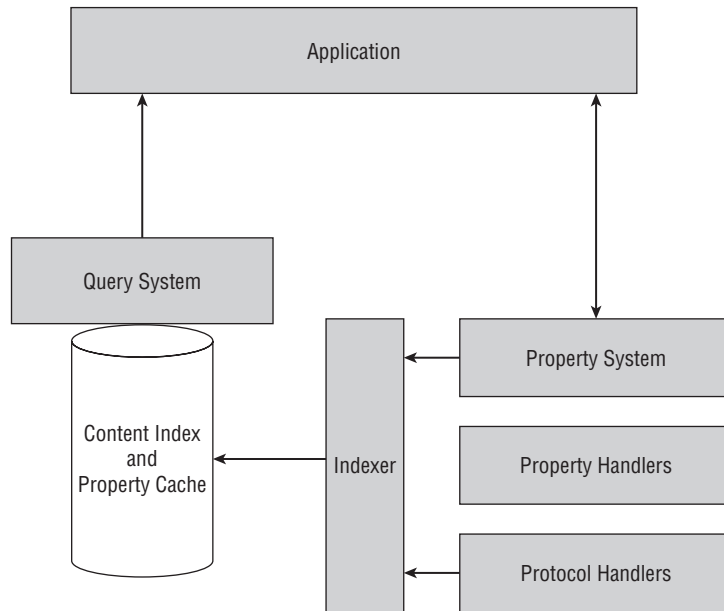 Application
Query System
Property System
Content Index
and
Property Cache
Indexer
Property Handlers
Protocol Handlers